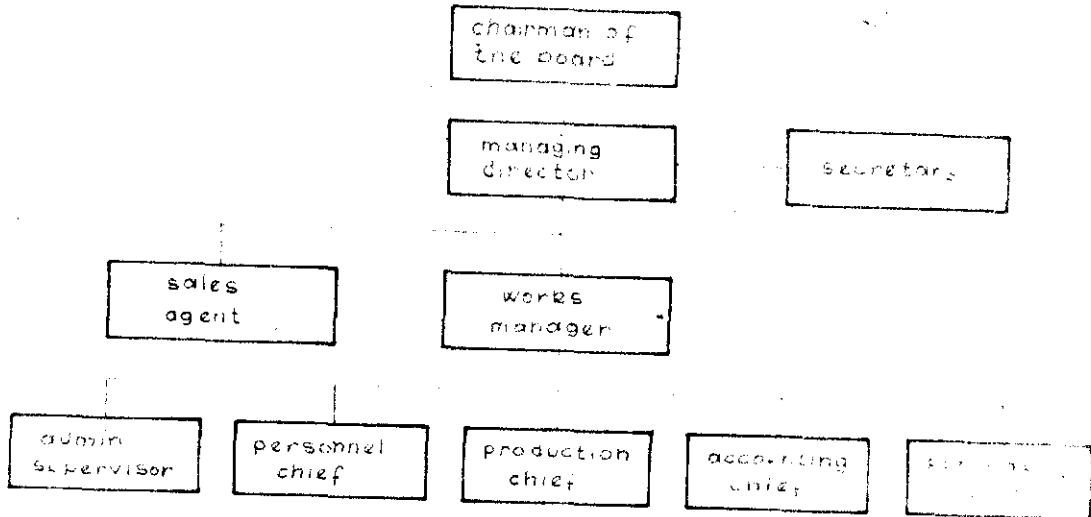 chairman of
the board
managing
director
secretary
sales
agent
works
manager
admin
supervisor
personnel
chief
production
chief
accounting
chief